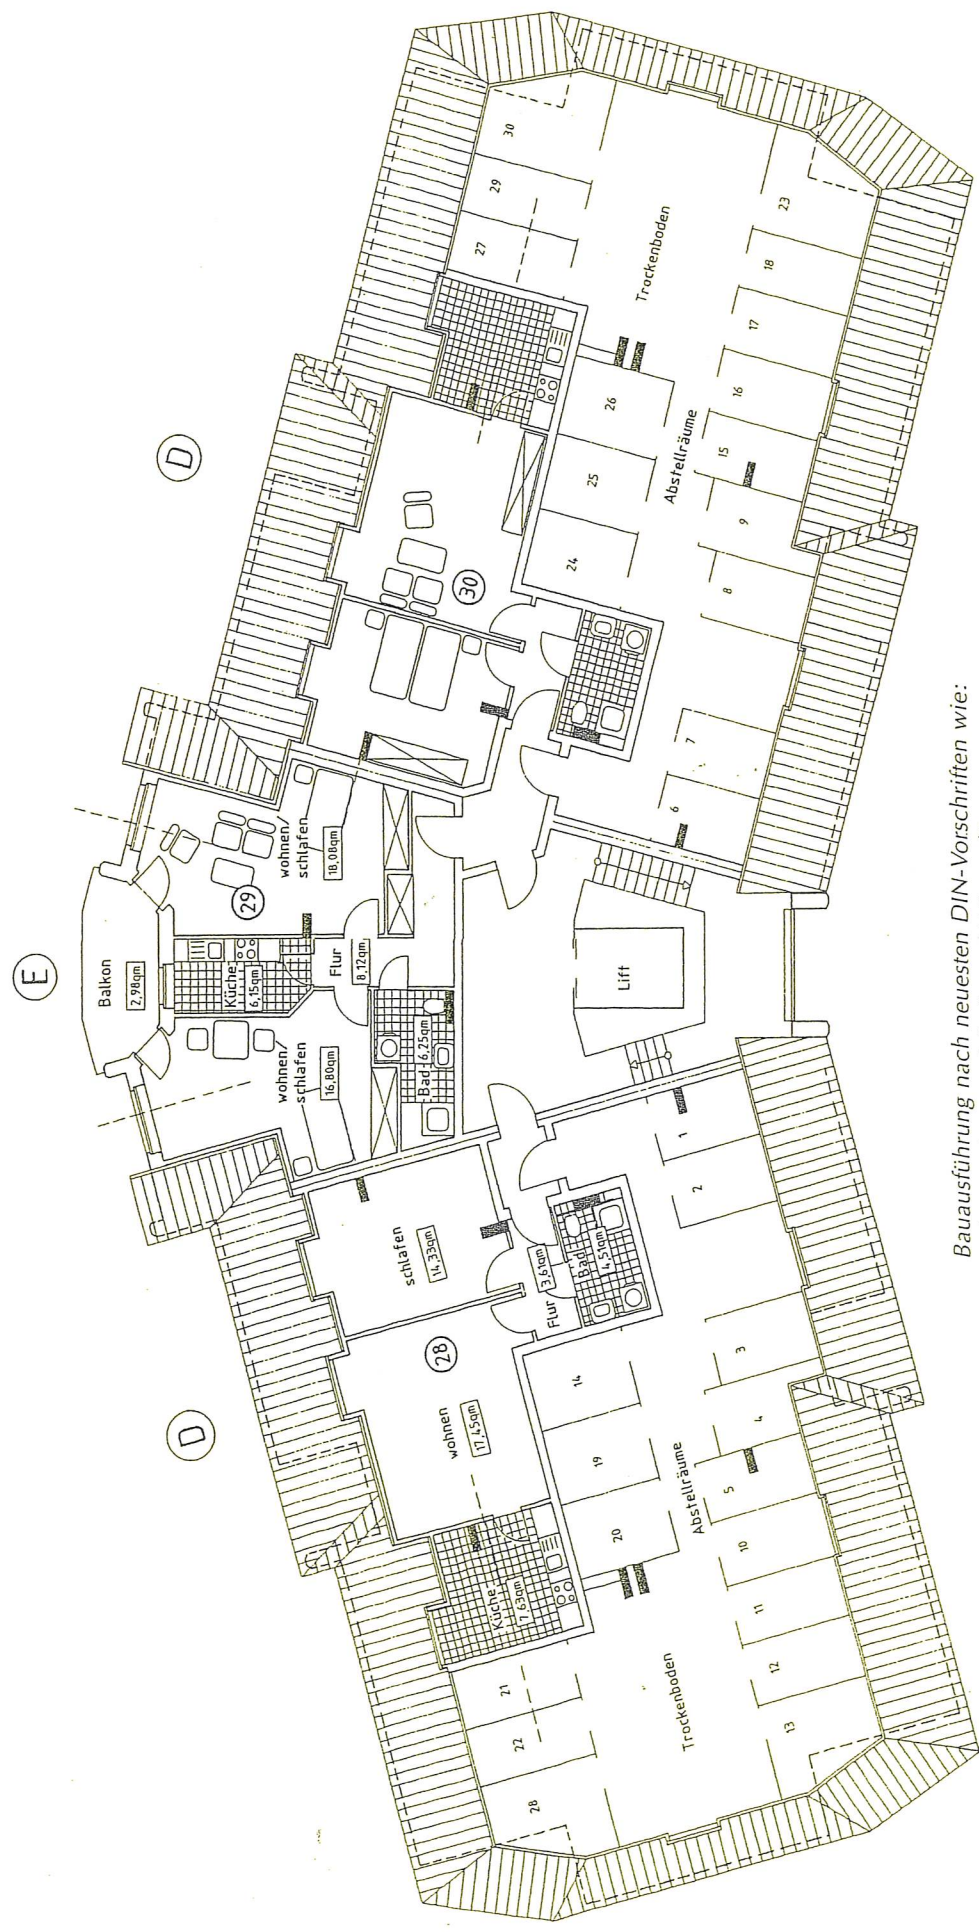 D
E
D
Balkon
2,98qm
Küche
6,15qm
wohnen
schlafen
16,80qm
wohnen
schlafen
18,08qm
29
Flur
8,12qm
Bad
6,25qm
schlafen
14,33qm
28
wohnen
17,45qm
Küche
7,63qm
Flur
3,61qm
Bad
4,51qm
30
Lift
28
22
21
20
19
14
13
12
11
10
5
4
3
2
1
Trockenboden
Abstellräume
24
25
26
27
29
30
6
7
8
9
15
16
17
18
23
Abstellräume
Trockenboden
Bauausführung nach neuesten DIN-Vorschriften wie: